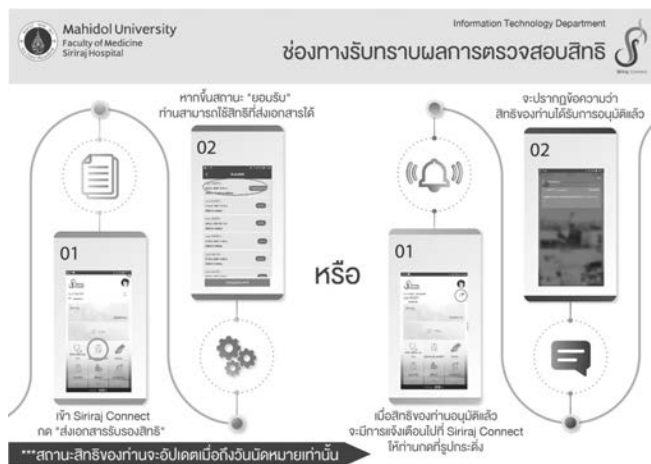 Mahidol University
Faculty of Medicine
Siriraj Hospital
Information Technology Department
ช่องทางรับทราบผลการตรวจสอบสิทธิ
Siriraj Connect
หากขึ้นสถานะ "ยอมรับ"
ท่านสามารถใช้สิทธิที่ส่งเอกสารได้
02
01
เข้า Siriraj Connect
กด "ส่งเอกสารรับรองสิทธิ"
หรือ
จะปรากฏข้อความว่า
สิทธิของท่านได้รับการอนุมัติแล้ว
02
01
เมื่อสิทธิของท่านอนุมัติแล้ว
จะมีการแจ้งเตือนไปที่ Siriraj Connect
ให้ท่านกดที่รูปกระดิ่ง
***สถานะสิทธิของท่านจะอัปเดตเมื่อถึงวันนัดหมายเท่านั้น